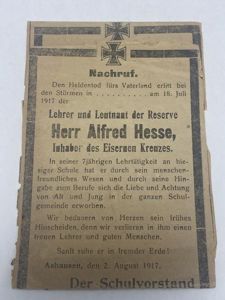 Nachruf.
Den Heldentod fürs Vaterland erlitt bei
den Stürmen in . . . . . . . . . . am 18. Juli
1917 der
Lehrer und Leutnant der Reserve
Herr Alfred Hesse,
Inhaber des Eisernen Kreuzes.
In seiner 7jährigen Lehrtätigkeit an hie-
siger Schule hat er durch sein menschen-
freundliches Wesen und durch seine Hin-
gabe zum Berufe sich die Liebe und Achtung
von Alt und Jung in der ganzen Schul-
gemeinde erworben.
Wir bedauern von Herzen sein frühes
Hinscheiden, denn wir verlieren in ihm einen
treuen Lehrer und guten Menschen.
Sanft ruhe er in fremder Erde!
Ashausen, den 2. August 1917.
Der Schulvorstand